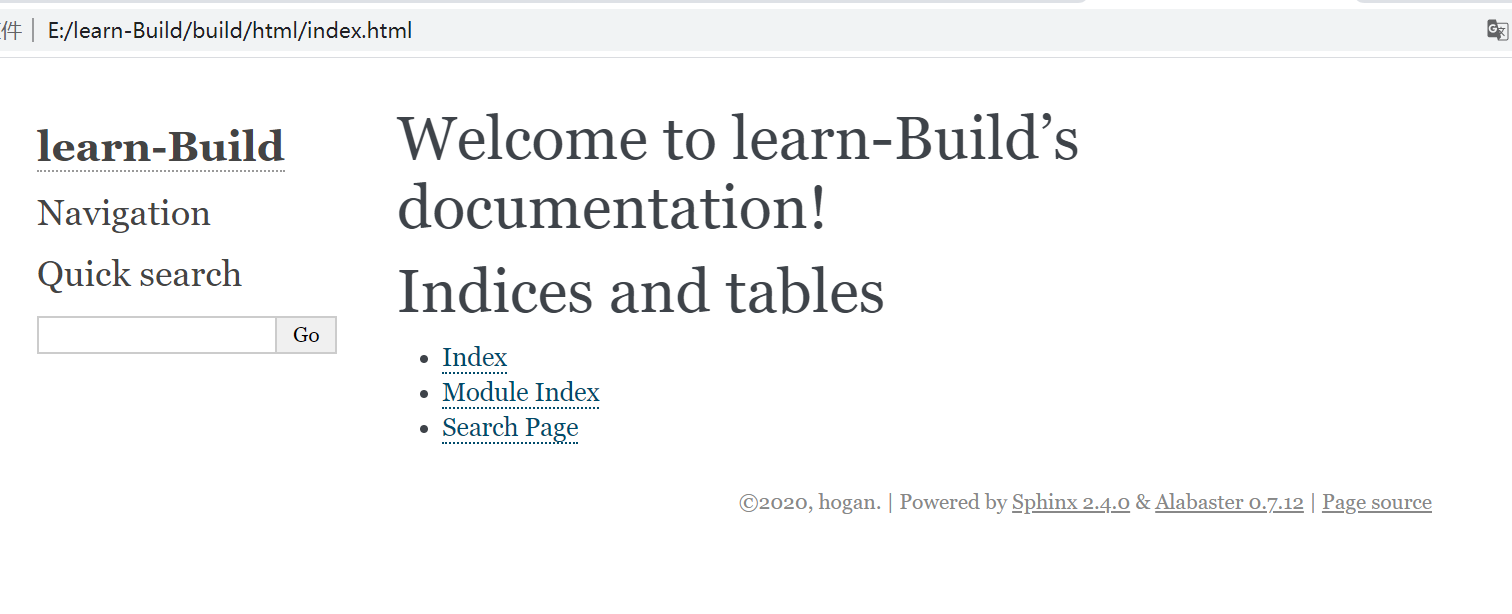 件 | E:/learn-Build/build/html/index.html
learn-Build
Navigation
Quick search
Go
Welcome to learn-Build’s
documentation!
Indices and tables
Index
Module Index
Search Page
©2020, hogan. | Powered by Sphinx 2.4.0 & Alabaster 0.7.12 | Page source